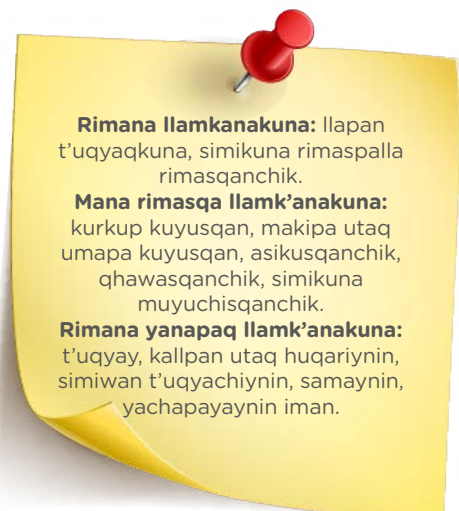 Rimana llamkanakuna: llapan
t'uqyaqkuna, simikuna rimaspalla
rimasqanchik.
Mana rimasqa llamk'anakuna:
kurkup kuyusqan, makipa utaq
umapa kuyusqan, asikusqanchik,
qhawasqanchik, simikuna
muyuchisqanchik.
Rimana yanapaq llamk'anakuna:
t'uqyay, kallpan utaq huqariynin,
simiwan t'uqyachiynin, samaynin,
yachapayaynin iman.